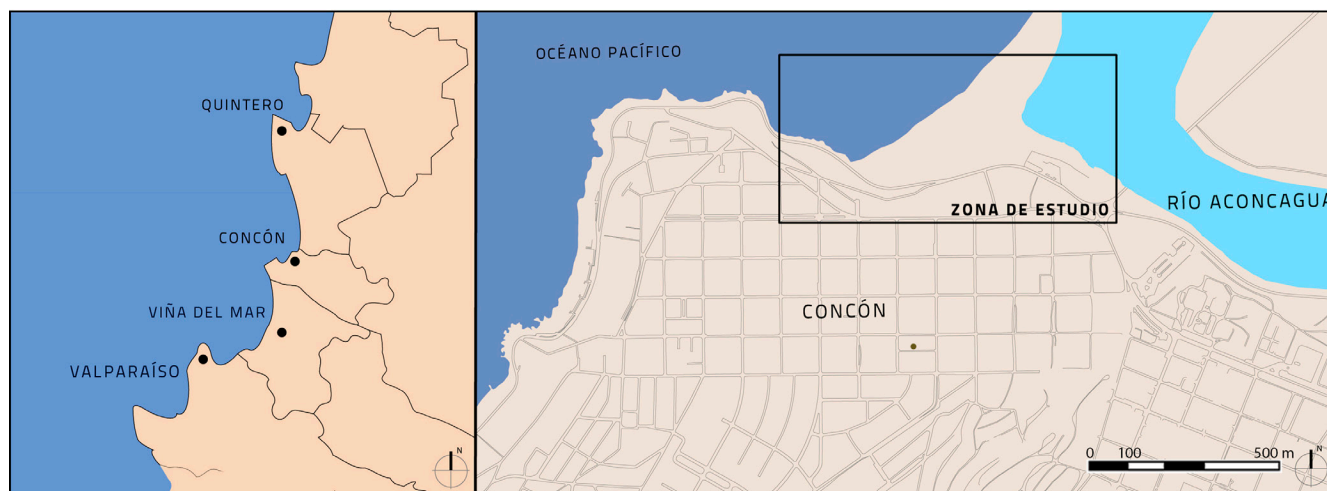 QUINTERO
CONCÓN
VIÑA DEL MAR
VALPARAÍSO
N
OCÉANO PACÍFICO
RÍO ACONCAGUA
ZONA DE ESTUDIO
CONCÓN
0 100 500 m
N